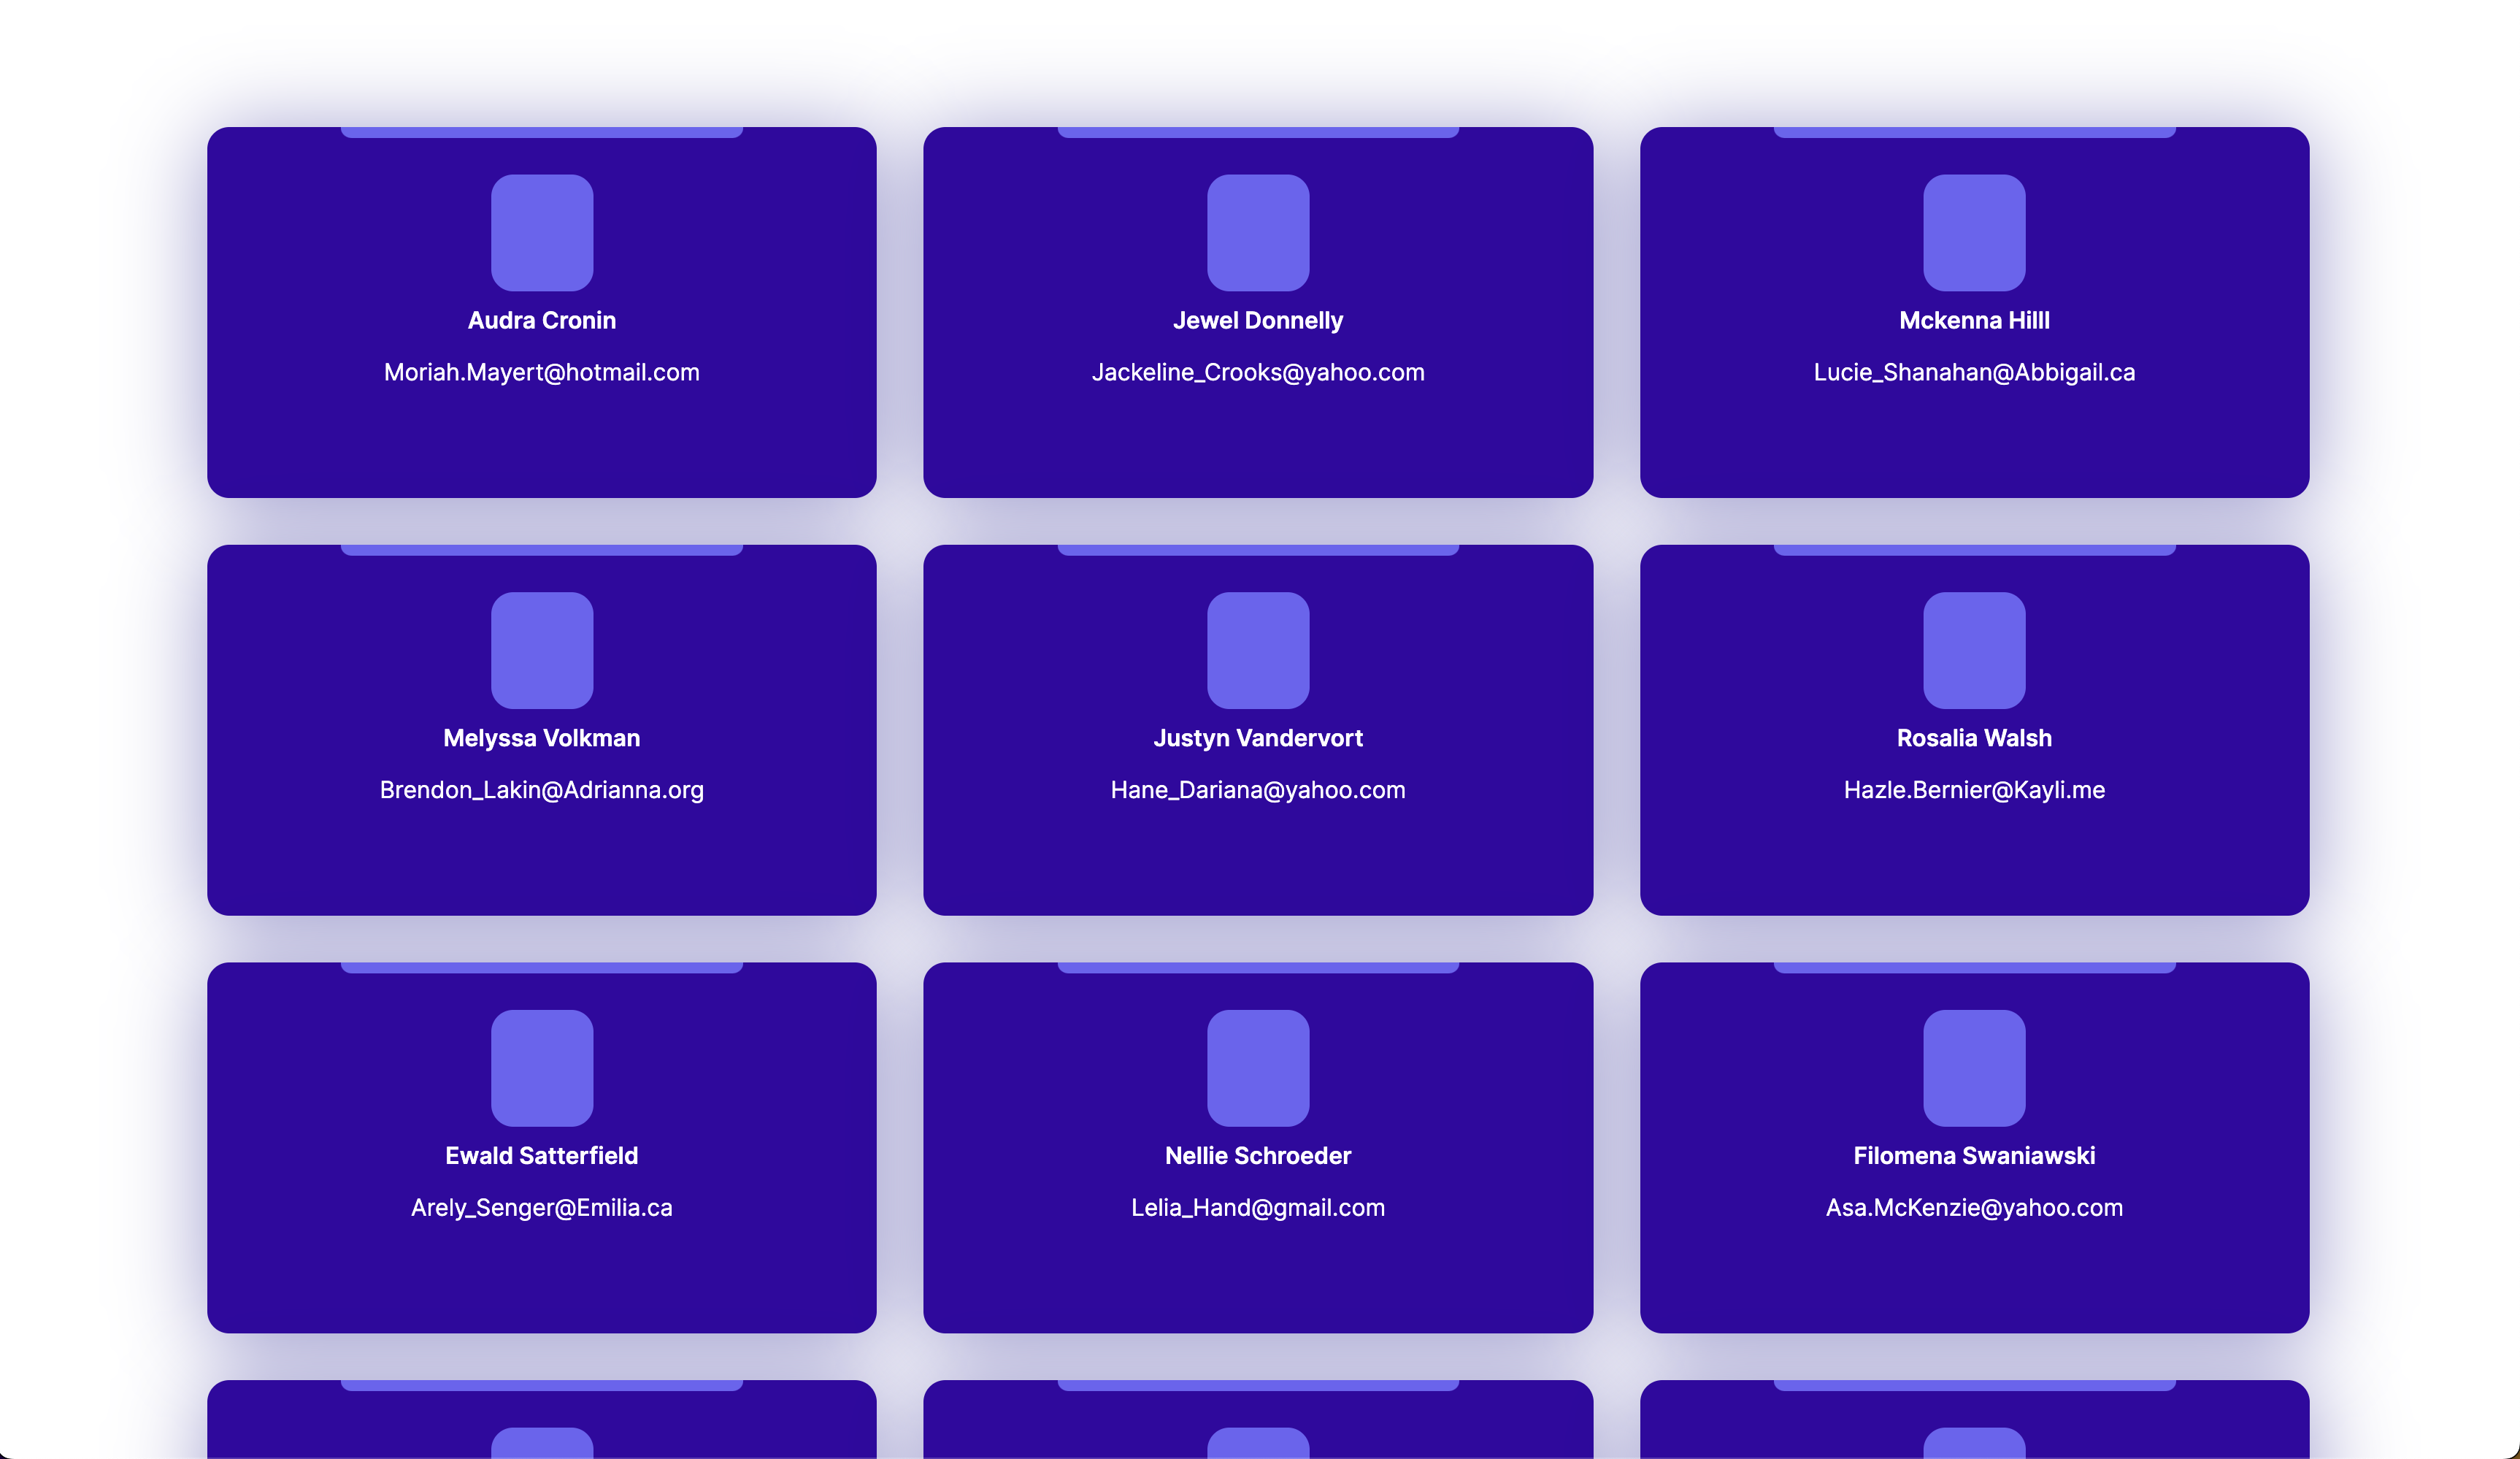 Audra Cronin
Moriah.Mayert@hotmail.com
Jewel Donnelly
Jackeline_Crooks@yahoo.com
Mckenna Hilll
Lucie_Shanahan@Abbigail.ca
Melyssa Volkman
Brendon_Lakin@Adrianna.org
Justyn Vandervort
Hane_Dariana@yahoo.com
Rosalia Walsh
Hazle.Bernier@Kayli.me
Ewald Satterfield
Arely_Senger@Emilia.ca
Nellie Schroeder
Lelia_Hand@gmail.com
Filomena Swaniawski
Asa.McKenzie@yahoo.com